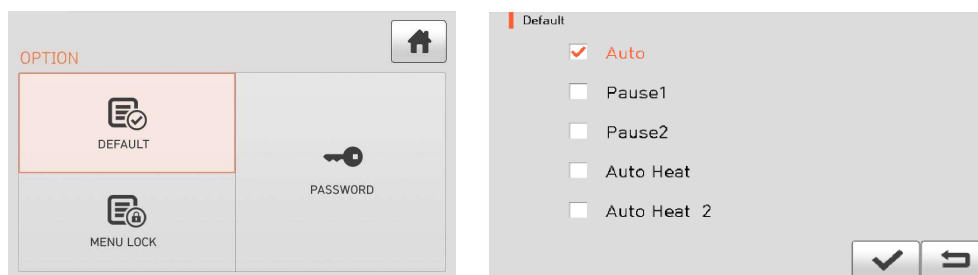 OPTION
DEFAULT
MENU LOCK
PASSWORD
Default
Auto
Pause1
Pause2
Auto Heat
Auto Heat 2